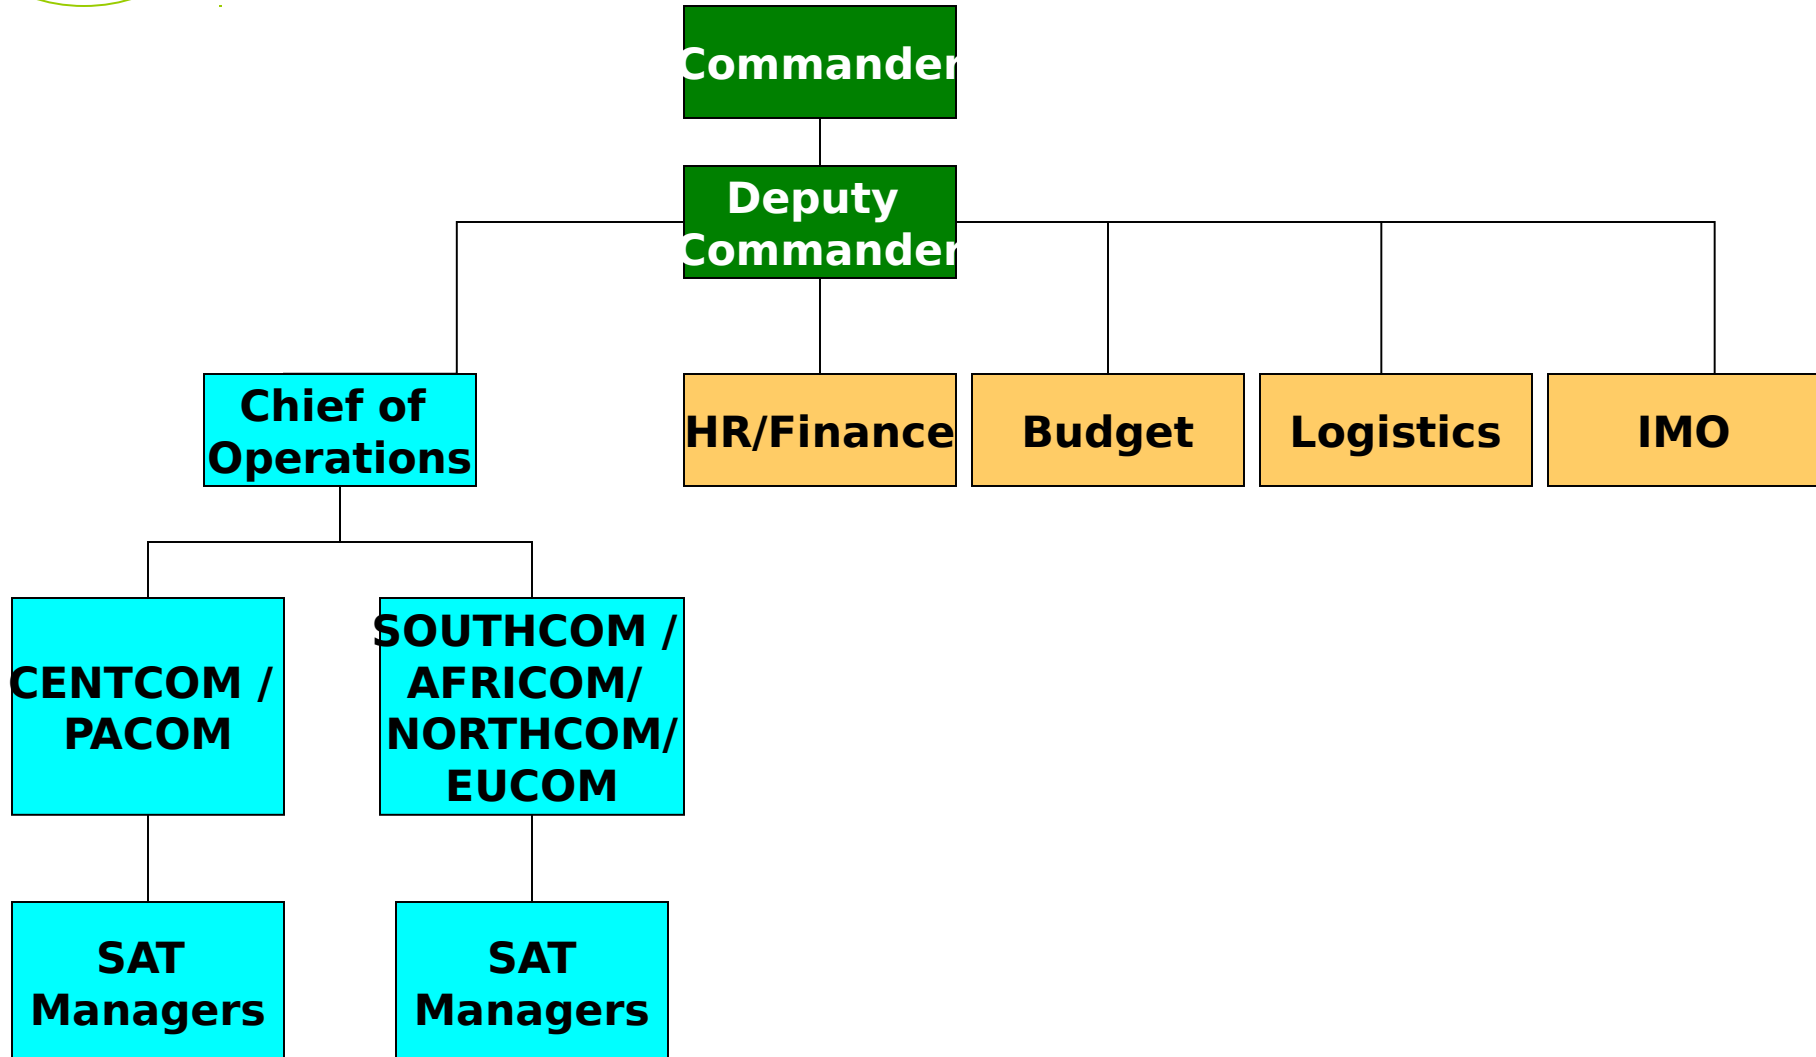 Commander
Deputy
Commander
Chief of
Operations
HR/Finance
Budget
Logistics
IMO
CENTCOM /
PACOM
SOUTHCOM /
AFRICOM/
NORTHCOM/
EUCOM
SAT
Managers
SAT
Managers